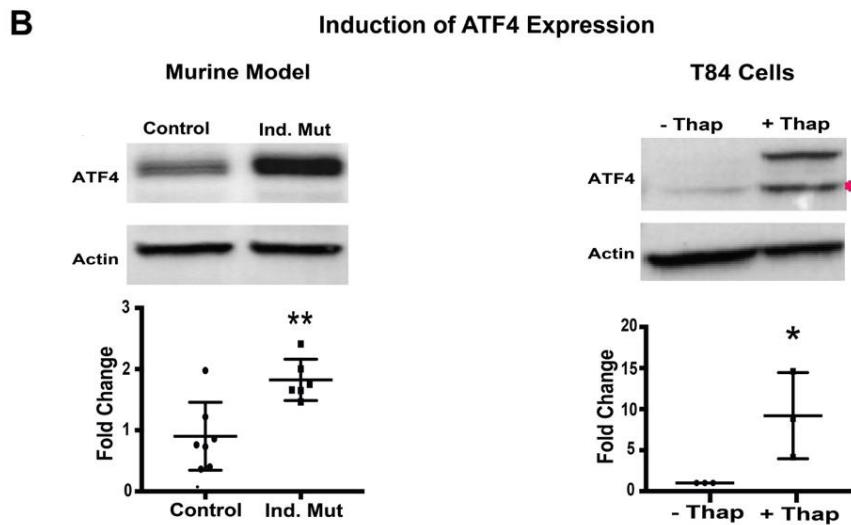 B
Induction of ATF4 Expression
Murine Model
Control Ind. Mut
ATF4
Actin
3
**
2
Fold Change
1
0
Control Ind. Mut
T84 Cells
- Thap + Thap
ATF4
Actin
20
*
15
Fold Change
10
5
0
- Thap + Thap